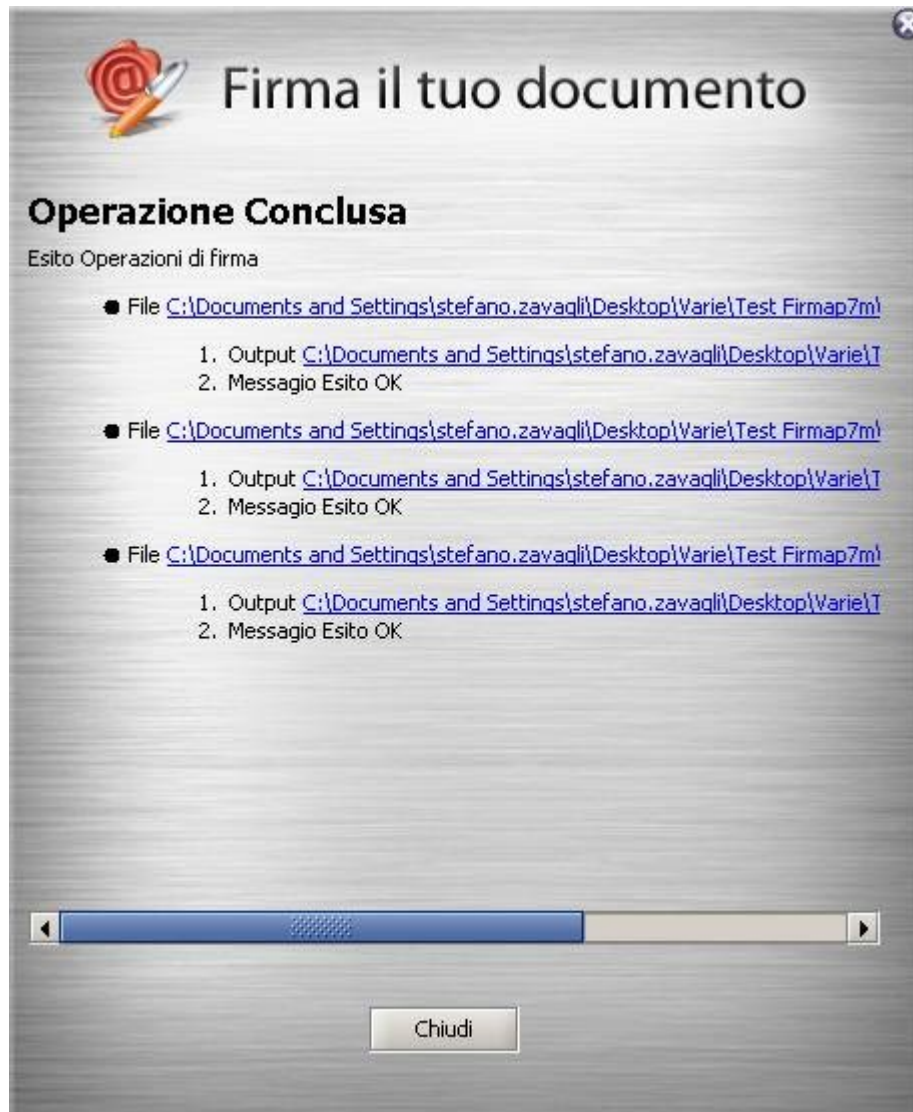 Firma il tuo documento
Operazione Conclusa
Esito Operazioni di firma
● File C:\Documents and Settings\stefano.zavagli\Desktop\Varie\Test Firmap7m\
1. Output C:\Documents and Settings\stefano.zavagli\Desktop\Varie\T
2. Messagio Esito OK
● File C:\Documents and Settings\stefano.zavagli\Desktop\Varie\Test Firmap7m\
1. Output C:\Documents and Settings\stefano.zavagli\Desktop\Varie\T
2. Messagio Esito OK
● File C:\Documents and Settings\stefano.zavagli\Desktop\Varie\Test Firmap7m\
1. Output C:\Documents and Settings\stefano.zavagli\Desktop\Varie\T
2. Messagio Esito OK
Chiudi